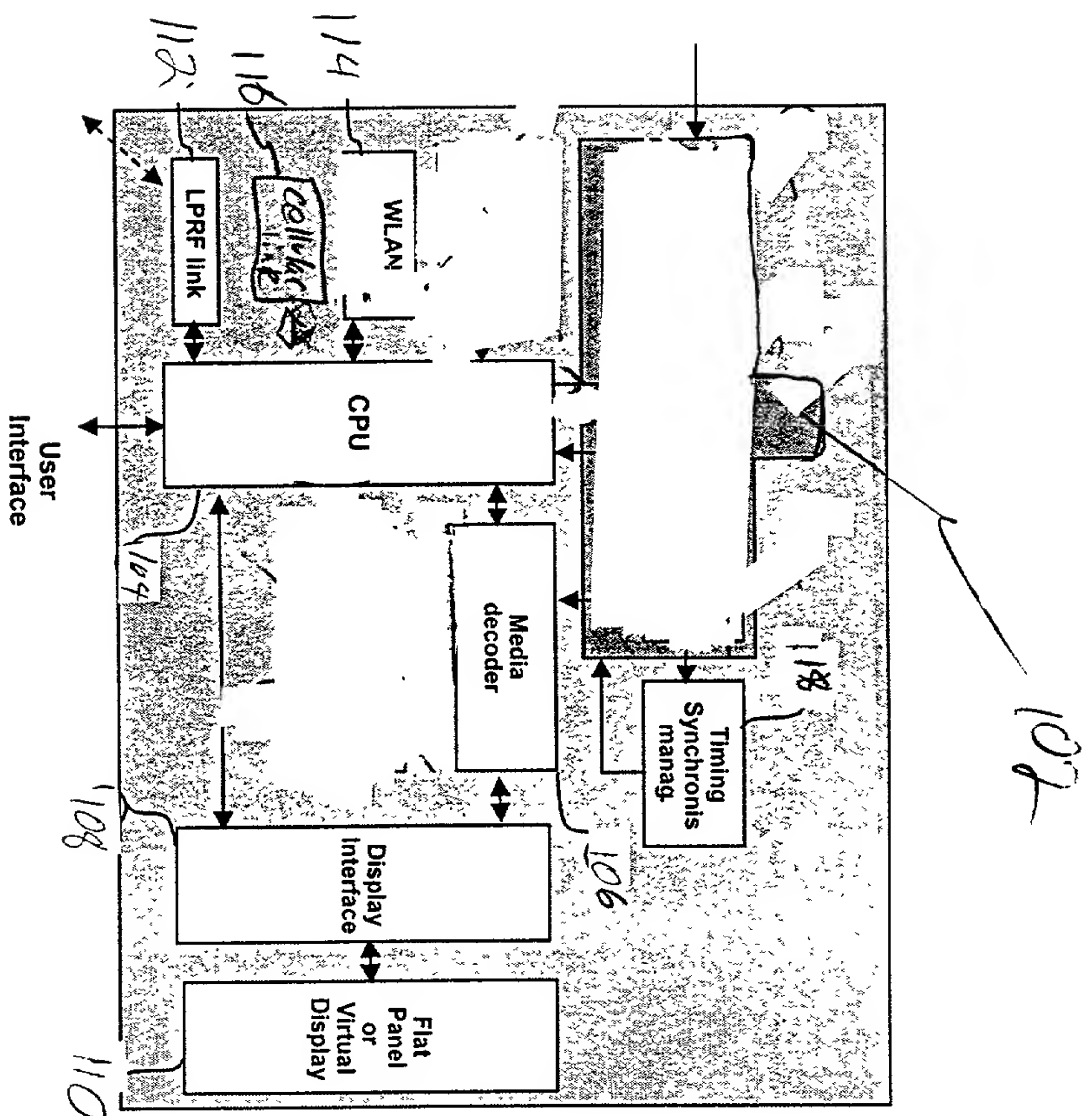 102
118
Timing
Synchronis
manag.
114
116
112
WLAN
Cellular
link
LPRF link
CPU
Media
decoder
106
104
Display
Interface
108
Flat
Panel
or
Virtual
Display
110
User
Interface